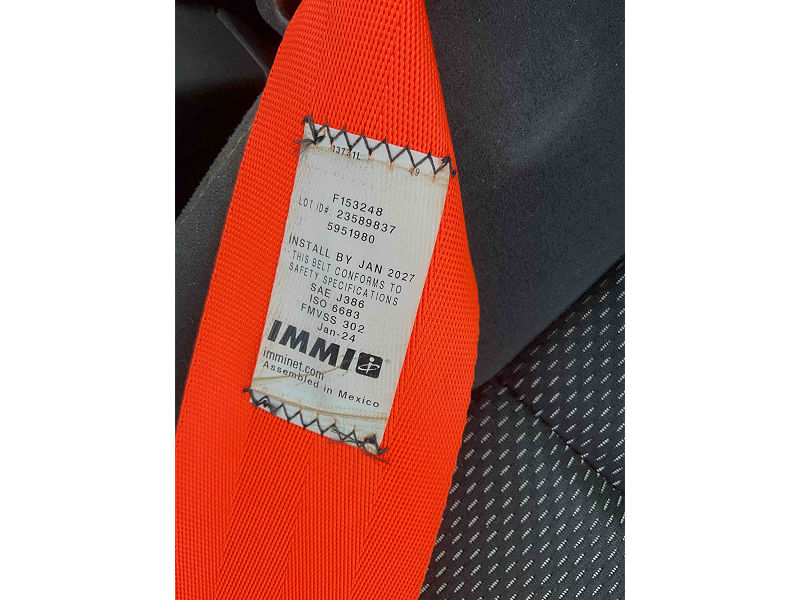 F153248
LOT ID#: 23589837
5951980
INSTALL BY JAN 2027
THIS BELT CONFORMS TO
SAFETY SPECIFICATIONS
SAE J386
ISO 6683
FMVSS 302
Jan-24
IMMI
imminet.com
Assembled in Mexico